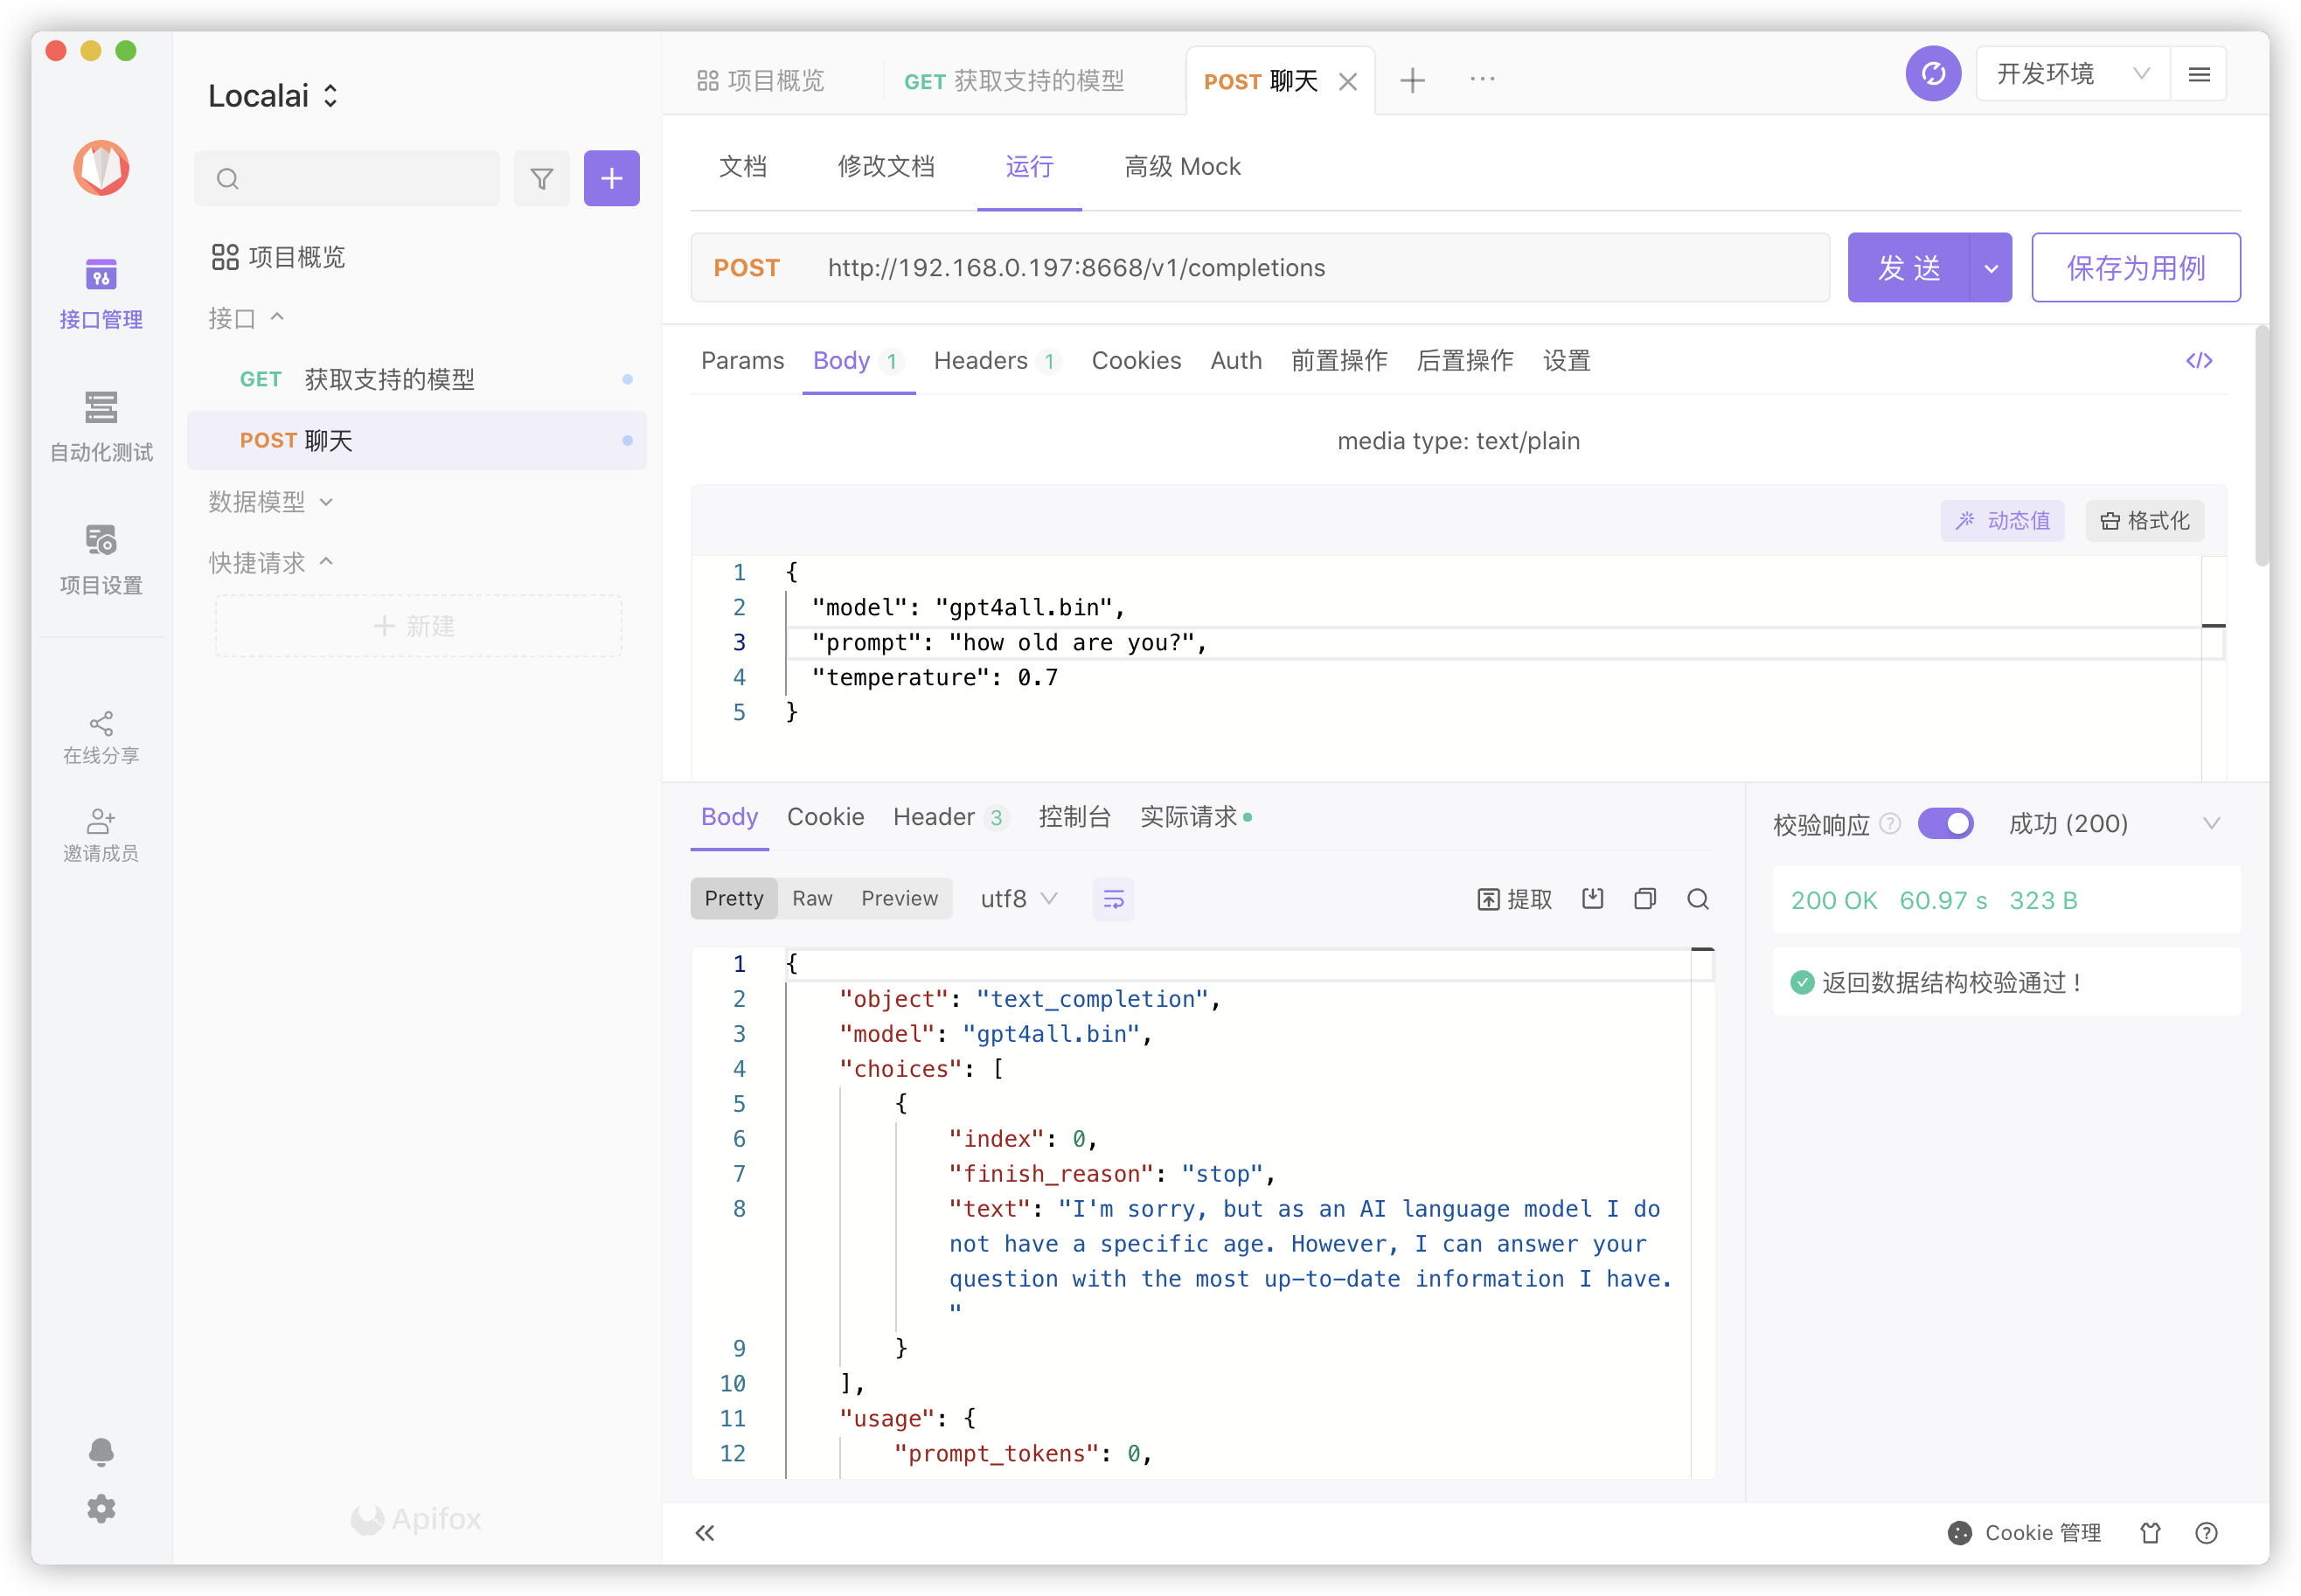 Localai
接口管理
自动化测试
项目设置
在线分享
邀请成员
项目概览
接口
GET 获取支持的模型
POST 聊天
数据模型
快捷请求
新建
Apifox
项目概览
GET 获取支持的模型
POST 聊天
开发环境
文档 修改文档 运行 高级 Mock
POST http://192.168.0.197:8668/v1/completions
发 送
保存为用例
Params Body 1 Headers 1 Cookies Auth 前置操作 后置操作 设置
media type: text/plain
动态值 格式化
1 {
2 "model": "gpt4all.bin",
3 "prompt": "how old are you?",
4 "temperature": 0.7
5 }
Body Cookie Header 3 控制台 实际请求
Pretty Raw Preview utf8 提取
1 {
2 "object": "text_completion",
3 "model": "gpt4all.bin",
4 "choices": [
5 {
6 "index": 0,
7 "finish_reason": "stop",
8 "text": "I'm sorry, but as an AI language model I do
not have a specific age. However, I can answer your
question with the most up-to-date information I have.
"
9 }
10 ],
11 "usage": {
12 "prompt_tokens": 0,
校验响应 ? 成功 (200)
200 OK 60.97 s 323 B
返回数据结构校验通过！
Cookie 管理